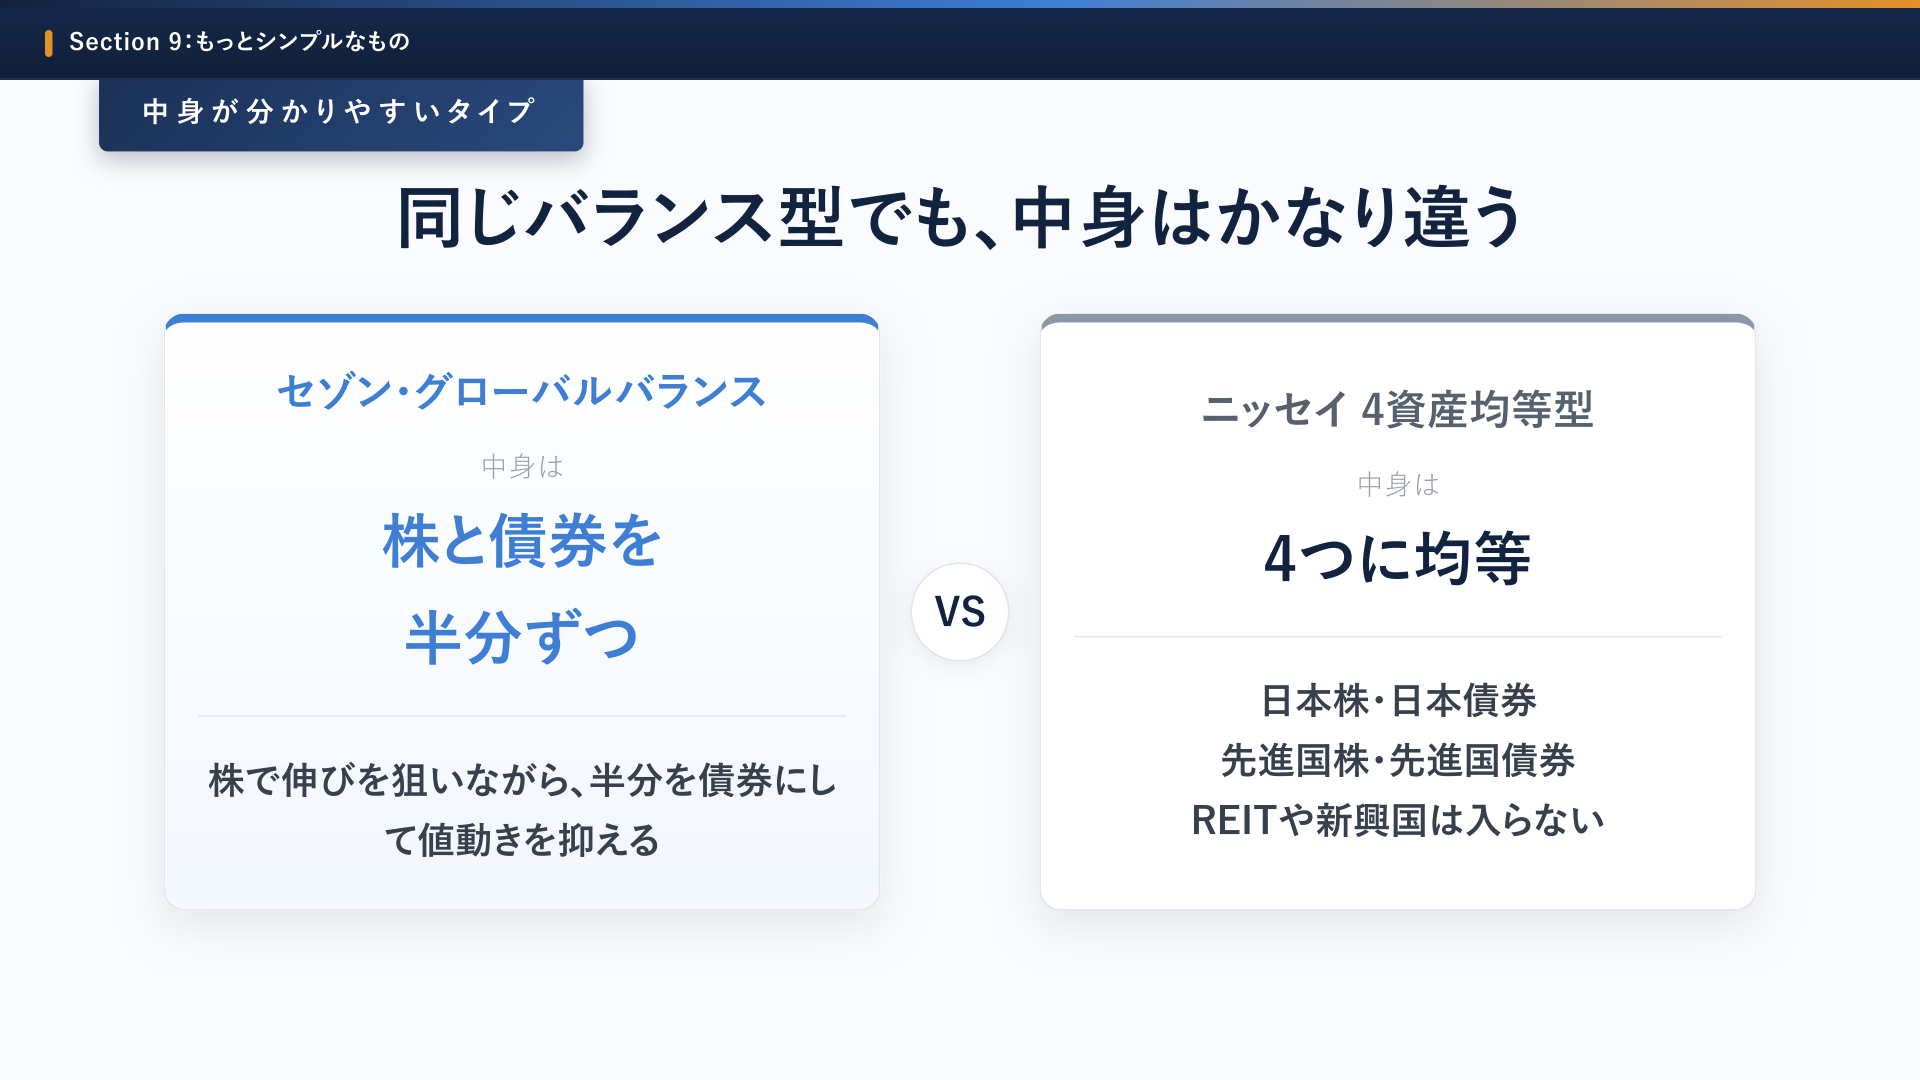 Section 9：もっとシンプルなもの
中身が分かりやすいタイプ
同じバランス型でも、中身はかなり違う
セゾン・グローバルバランス
中身は
株と債券を
半分ずつ
株で伸びを狙いながら、半分を債券にし
て値動きを抑える
VS
ニッセイ 4資産均等型
中身は
4つに均等
日本株・日本債券
先進国株・先進国債券
REITや新興国は入らない